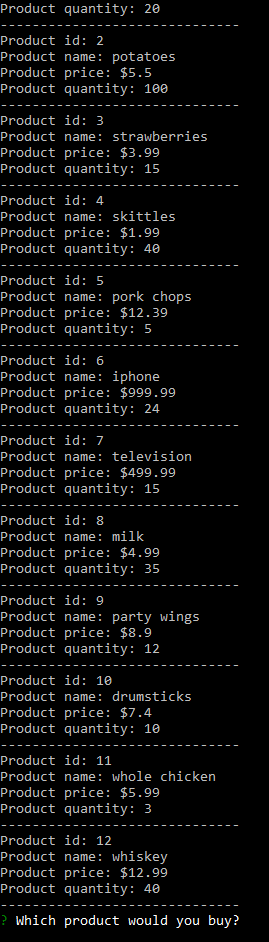 Product quantity: 20
------------------------------
Product id: 2
Product name: potatoes
Product price: $5.5
Product quantity: 100
------------------------------
Product id: 3
Product name: strawberries
Product price: $3.99
Product quantity: 15
------------------------------
Product id: 4
Product name: skittles
Product price: $1.99
Product quantity: 40
------------------------------
Product id: 5
Product name: pork chops
Product price: $12.39
Product quantity: 5
------------------------------
Product id: 6
Product name: iphone
Product price: $999.99
Product quantity: 24
------------------------------
Product id: 7
Product name: television
Product price: $499.99
Product quantity: 15
------------------------------
Product id: 8
Product name: milk
Product price: $4.99
Product quantity: 35
------------------------------
Product id: 9
Product name: party wings
Product price: $8.9
Product quantity: 12
------------------------------
Product id: 10
Product name: drumsticks
Product price: $7.4
Product quantity: 10
------------------------------
Product id: 11
Product name: whole chicken
Product price: $5.99
Product quantity: 3
------------------------------
Product id: 12
Product name: whiskey
Product price: $12.99
Product quantity: 40
------------------------------
? Which product would you buy?